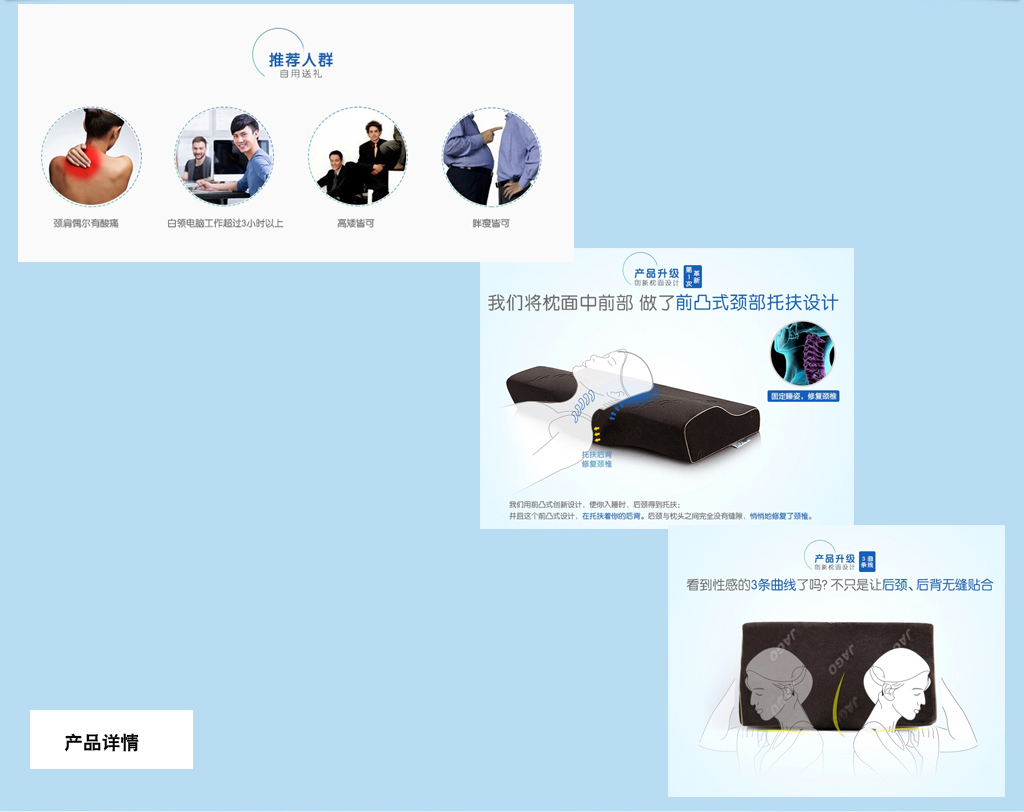 推荐人群
自用送礼
颈肩偶尔有酸痛
白领电脑工作超过3小时以上
高矮皆可
胖瘦皆可
产品升级
创新枕面设计
第1次
革新
我们将枕面中前部 做了前凸式颈部托扶设计
固定睡姿，修复颈椎
托扶后背
修复颈椎
我们用前凸式创新设计，使你入睡时，后颈得到托扶；
并且这个前凸式设计，在托扶着你的后背。后颈与枕头之间完全没有缝隙，悄悄地修复了颈椎。
产品升级
创新枕面设计
3曲
条线
看到性感的3条曲线了吗? 不只是让后颈、后背无缝贴合
JAGO
JAGO
JAGO
JAGO
产品详情